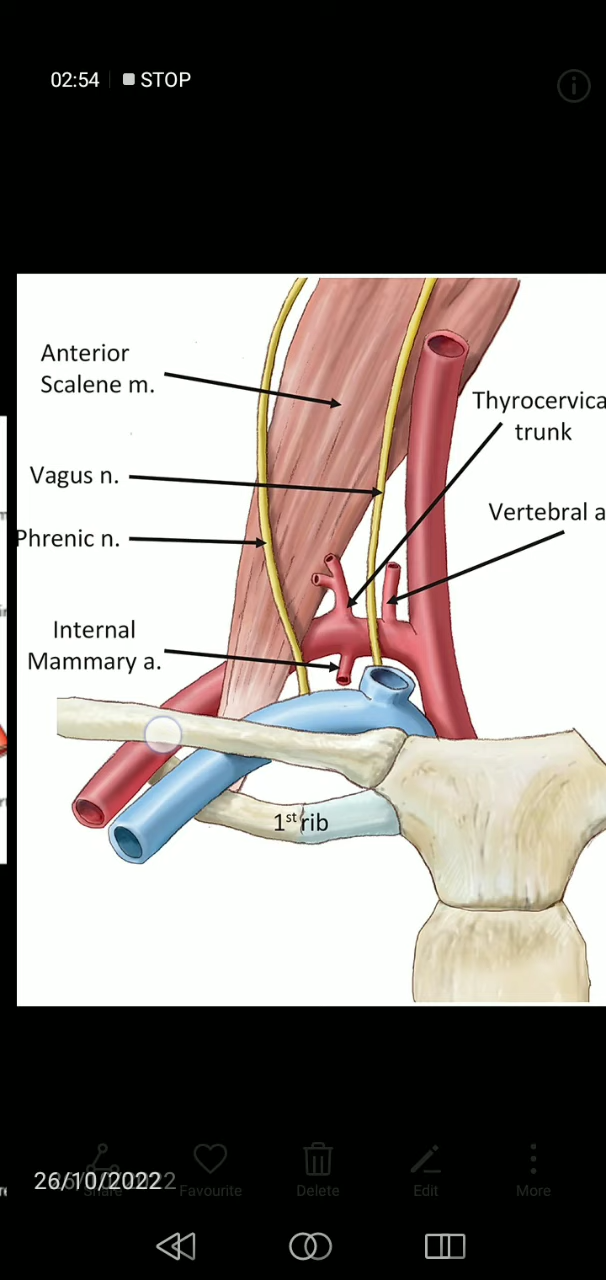 02:54 STOP
Anterior
Scalene m.
Thyrocervica
trunk
Vagus n.
Vertebral a
Phrenic n.
Internal
Mammary a.
1st rib
26/10/2022
Share Favourite Delete Edit More